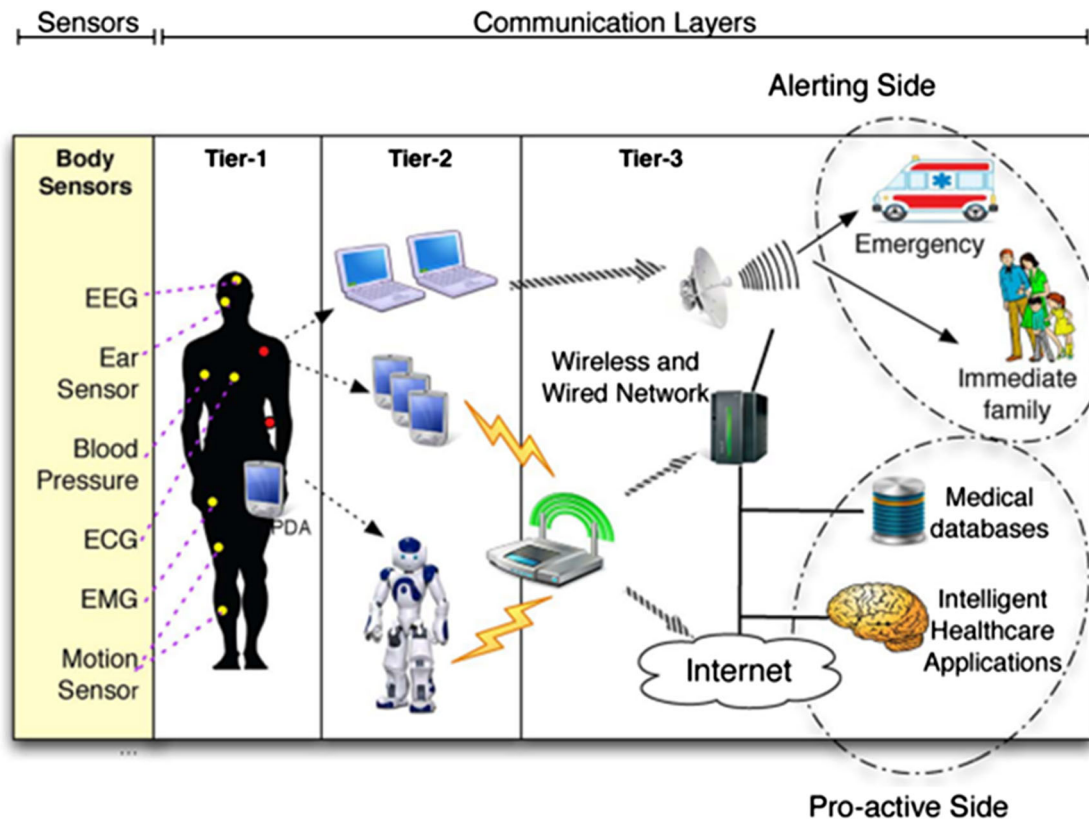 Sensors
Communication Layers
Alerting Side
Body
Sensors
Tier-1
Tier-2
Tier-3
EEG
Ear
Sensor
Blood
Pressure
ECG
EMG
Motion
Sensor
...
PDA
Wireless and
Wired Network
Emergency
Immediate
family
Medical
databases
Intelligent
Healthcare
Applications
Internet
Pro-active Side